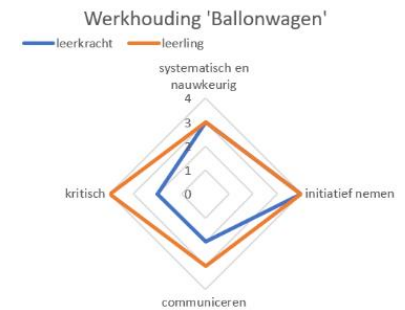 Werkhouding 'Ballonwagen'
leerkracht leerling
systematisch en
nauwkeurig
4
3
2
1
kritisch 0 initiatief nemen
communiceren